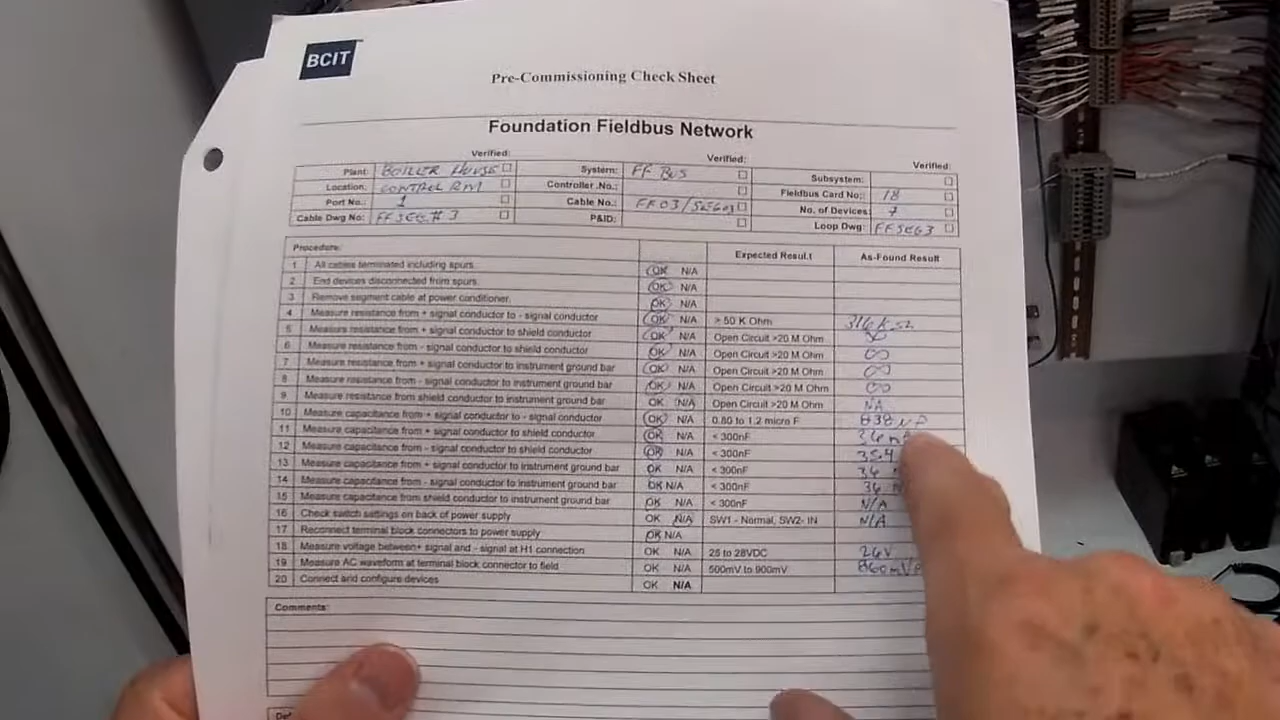 BCIT
Pre-Commissioning Check Sheet
Foundation Fieldbus Network
Verified: Verified: Verified:
Plant: BOILER HOUSE System: FF BUS Subsystem:
Location: CONTROL RM Controller .No.: Fieldbus Card No.: 18
Port No.: 1 Cable No.: FF03/SEG03 No. of Devices: 7
Cable Dwg No: FFSEG#3 P&ID: Loop Dwg: FFSEG3
Procedure: Expected Resul.t As-Found Result
1 All cables terminated including spurs. OK N/A
2 End devices disconnected from spurs. OK N/A
3 Remove segment cable at power conditioner. OK N/A
4 Measure resistance from + signal conductor to - signal conductor OK N/A > 50 K Ohm 316KΩ
5 Measure resistance from + signal conductor to shield conductor OK N/A Open Circuit >20 M Ohm ∞
6 Measure resistance from - signal conductor to shield conductor OK N/A Open Circuit >20 M Ohm ∞
7 Measure resistance from + signal conductor to instrument ground bar OK N/A Open Circuit >20 M Ohm ∞
8 Measure resistance from - signal conductor to instrument ground bar OK N/A Open Circuit >20 M Ohm ∞
9 Measure resistance from shield conductor to instrument ground bar OK N/A Open Circuit >20 M Ohm NA
10 Measure capacitance from + signal conductor to - signal conductor OK N/A 0.80 to 1.2 micro F 838 NF
11 Measure capacitance from + signal conductor to shield conductor OK N/A < 300nF
12 Measure capacitance from - signal conductor to shield conductor OK N/A < 300nF
13 Measure capacitance from + signal conductor to instrument ground bar OK N/A < 300nF
14 Measure capacitance from - signal conductor to instrument ground bar OK N/A < 300nF
15 Measure capacitance from shield conductor to instrument ground bar OK N/A < 300nF N/A
16 Check switch settings on back of power supply OK N/A SW1 - Normal, SW2- IN N/A
17 Reconnect terminal block connectors to power supply OK N/A
18 Measure voltage between+ signal and - signal at H1 connection OK N/A 25 to 28VDC 26V
19 Measure AC waveform at terminal block connector to field OK N/A 500mV to 900mV 860mV
20 Connect and configure devices OK N/A
Comments: